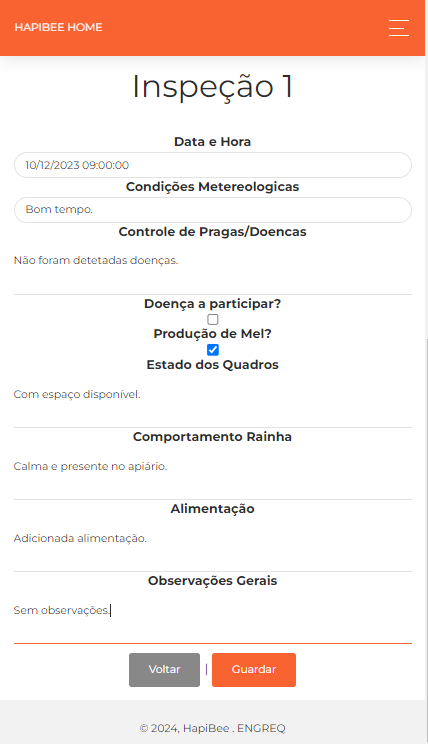 HAPIBEE HOME
Inspeção 1
Data e Hora
10/12/2023 09:00:00
Condições Metereologicas
Bom tempo.
Controle de Pragas/Doencas
Não foram detetadas doenças.
Doença a participar?
Produção de Mel?
Estado dos Quadros
Com espaço disponível.
Comportamento Rainha
Calma e presente no apiário.
Alimentação
Adicionada alimentação.
Observações Gerais
Sem observações.
Voltar | Guardar
© 2024, HapiBee . ENGREQ